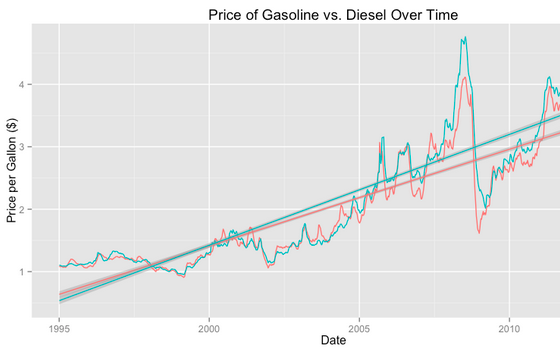 Price of Gasoline vs. Diesel Over Time
Price per Gallon ($)
4
3
2
1
1995 2000 2005 2010
Date